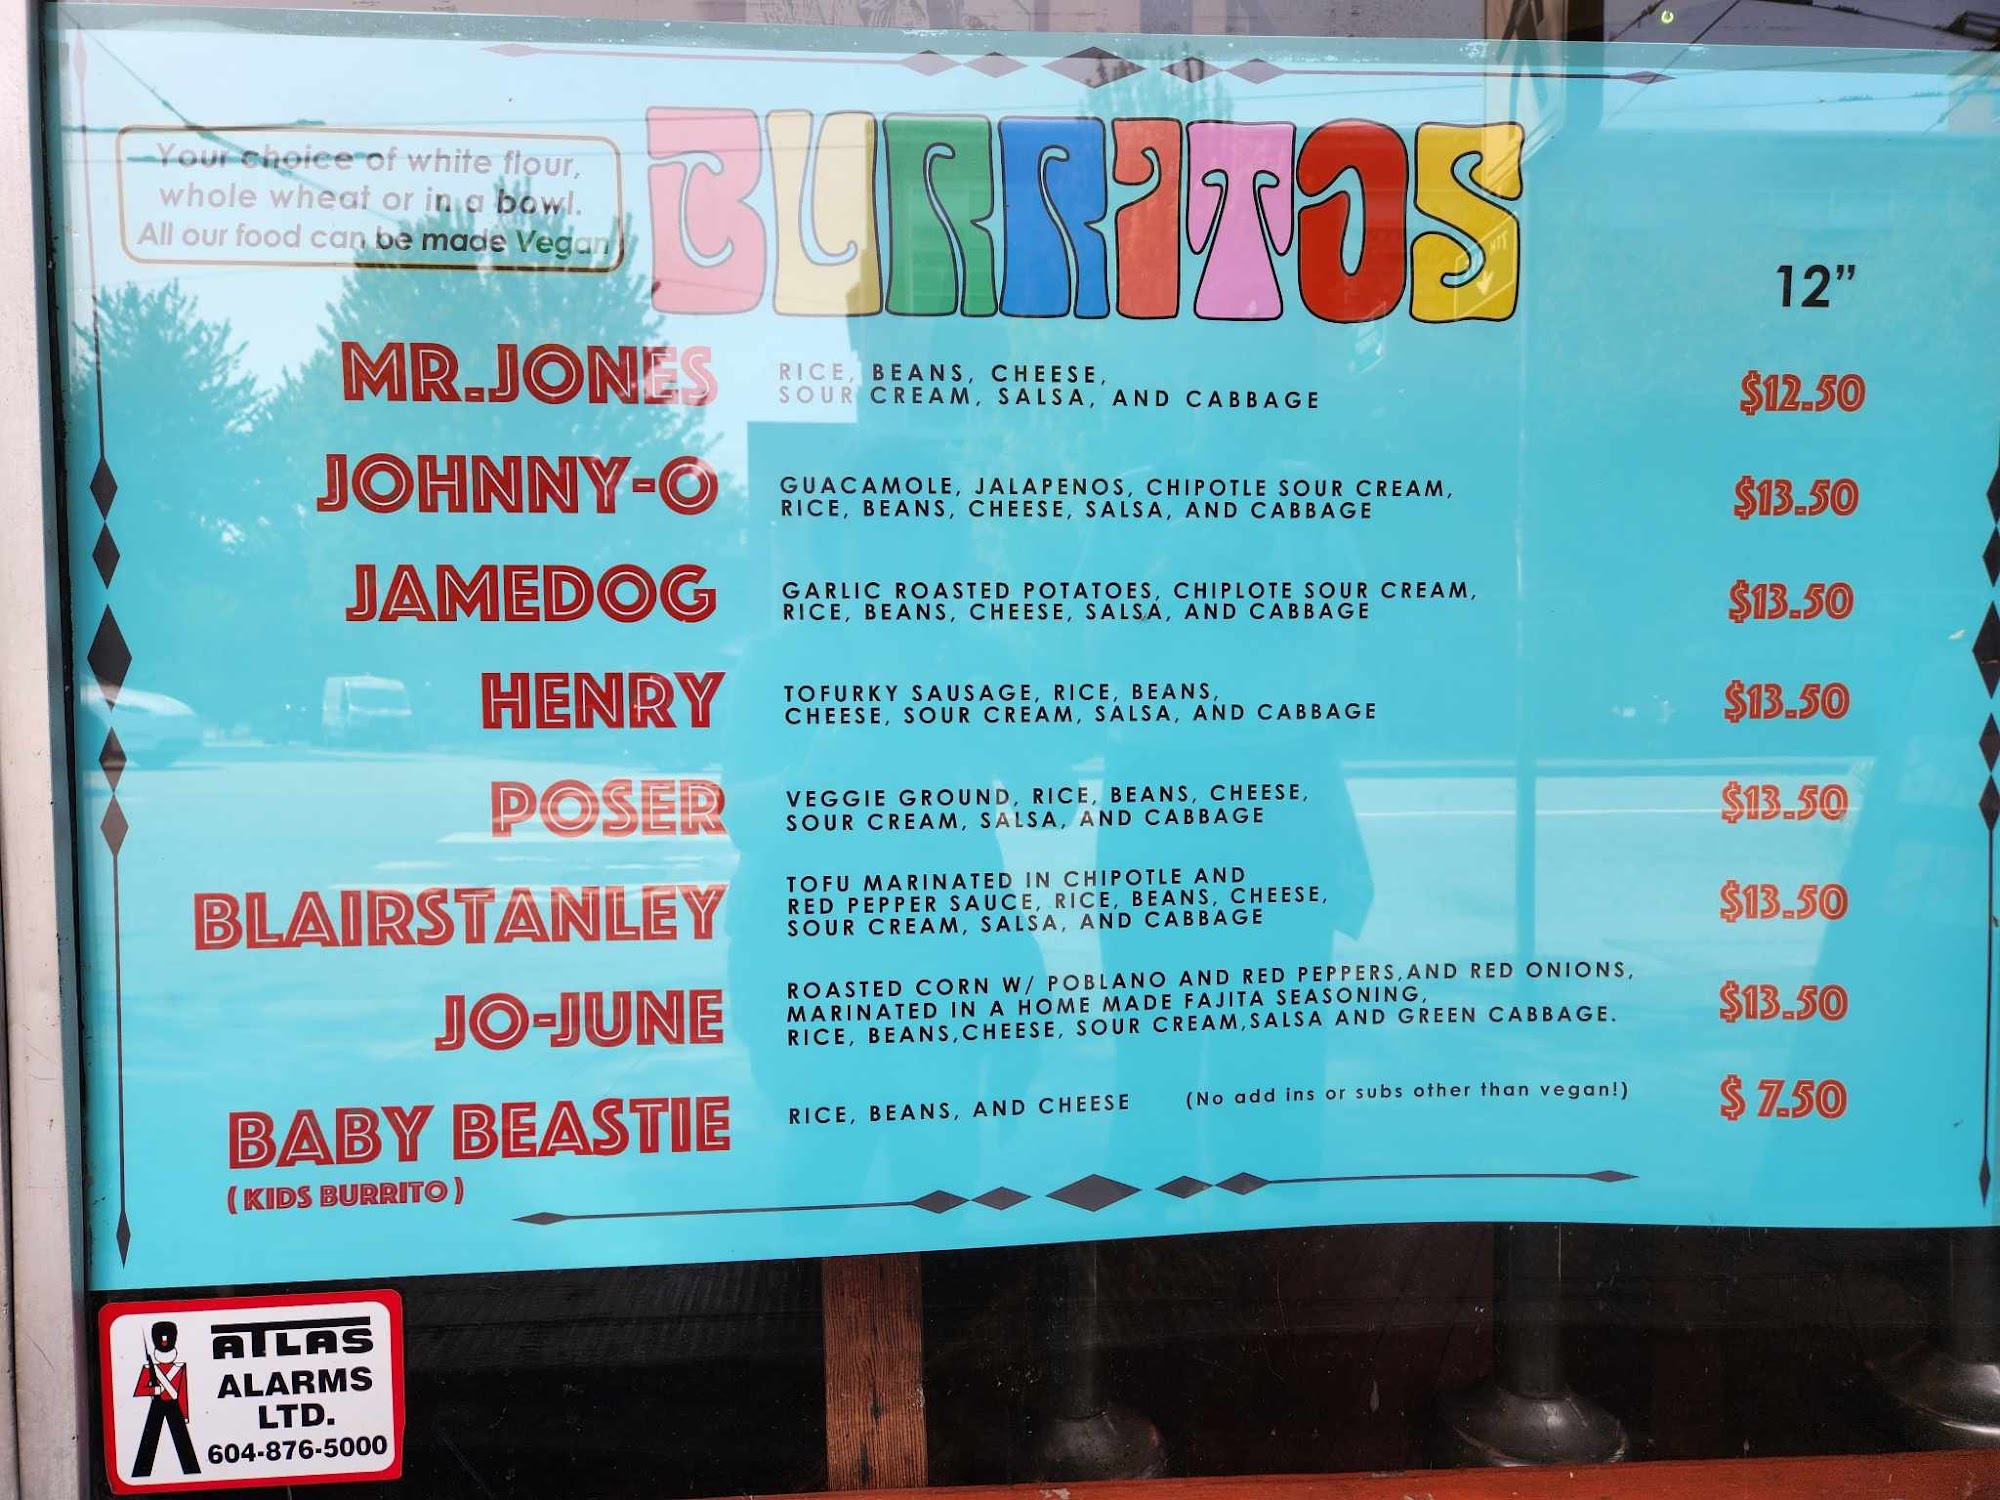 Your choice of white flour,
whole wheat or in a bowl.
All our food can be made Vegan
BURRITOS
12”
MR.JONES
RICE, BEANS, CHEESE,
SOUR CREAM, SALSA, AND CABBAGE
$12.50
JOHNNY-O
GUACAMOLE, JALAPENOS, CHIPOTLE SOUR CREAM,
RICE, BEANS, CHEESE, SALSA, AND CABBAGE
$13.50
JAMEDOG
GARLIC ROASTED POTATOES, CHIPLOTE SOUR CREAM,
RICE, BEANS, CHEESE, SALSA, AND CABBAGE
$13.50
HENRY
TOFURKY SAUSAGE, RICE, BEANS,
CHEESE, SOUR CREAM, SALSA, AND CABBAGE
$13.50
POSER
VEGGIE GROUND, RICE, BEANS, CHEESE,
SOUR CREAM, SALSA, AND CABBAGE
$13.50
BLAIRSTANLEY
TOFU MARINATED IN CHIPOTLE AND
RED PEPPER SAUCE, RICE, BEANS, CHEESE,
SOUR CREAM, SALSA, AND CABBAGE
$13.50
JO-JUNE
ROASTED CORN W/ POBLANO AND RED PEPPERS,AND RED ONIONS,
MARINATED IN A HOME MADE FAJITA SEASONING,
RICE, BEANS,CHEESE, SOUR CREAM,SALSA AND GREEN CABBAGE.
$13.50
BABY BEASTIE
RICE, BEANS, AND CHEESE (No add ins or subs other than vegan!)
$ 7.50
(KIDS BURRITO)
ATLAS
ALARMS
LTD.
604-876-5000